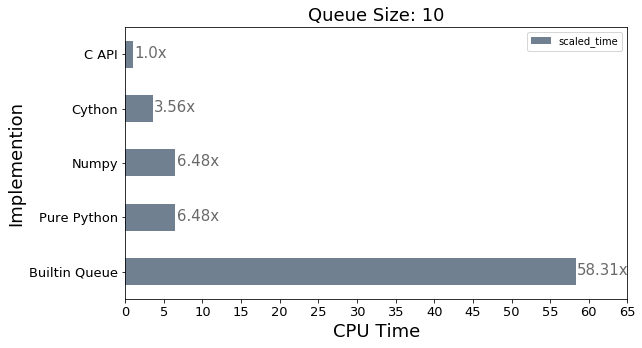 Queue Size: 10
scaled_time
Implemention
C API
1.0x
Cython
3.56x
Numpy
6.48x
Pure Python
6.48x
Builtin Queue
58.31x
0 5 10 15 20 25 30 35 40 45 50 55 60 65
CPU Time